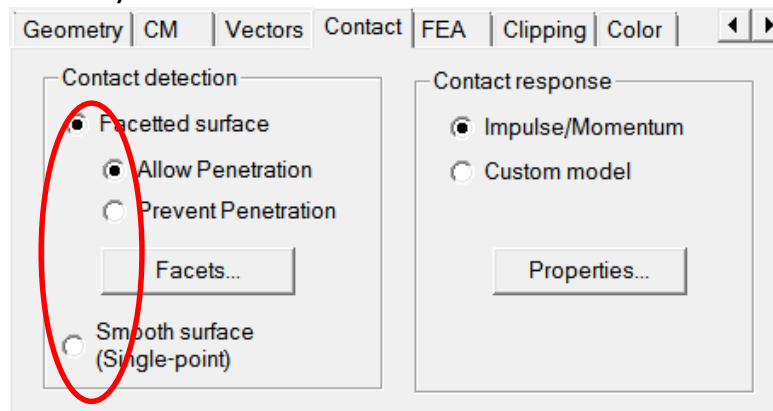 Geometry CM Vectors Contact FEA Clipping Color
Contact detection
Facetted surface
Allow Penetration
Prevent Penetration
Facets...
Smooth surface
(Single-point)
Contact response
Impulse/Momentum
Custom model
Properties...